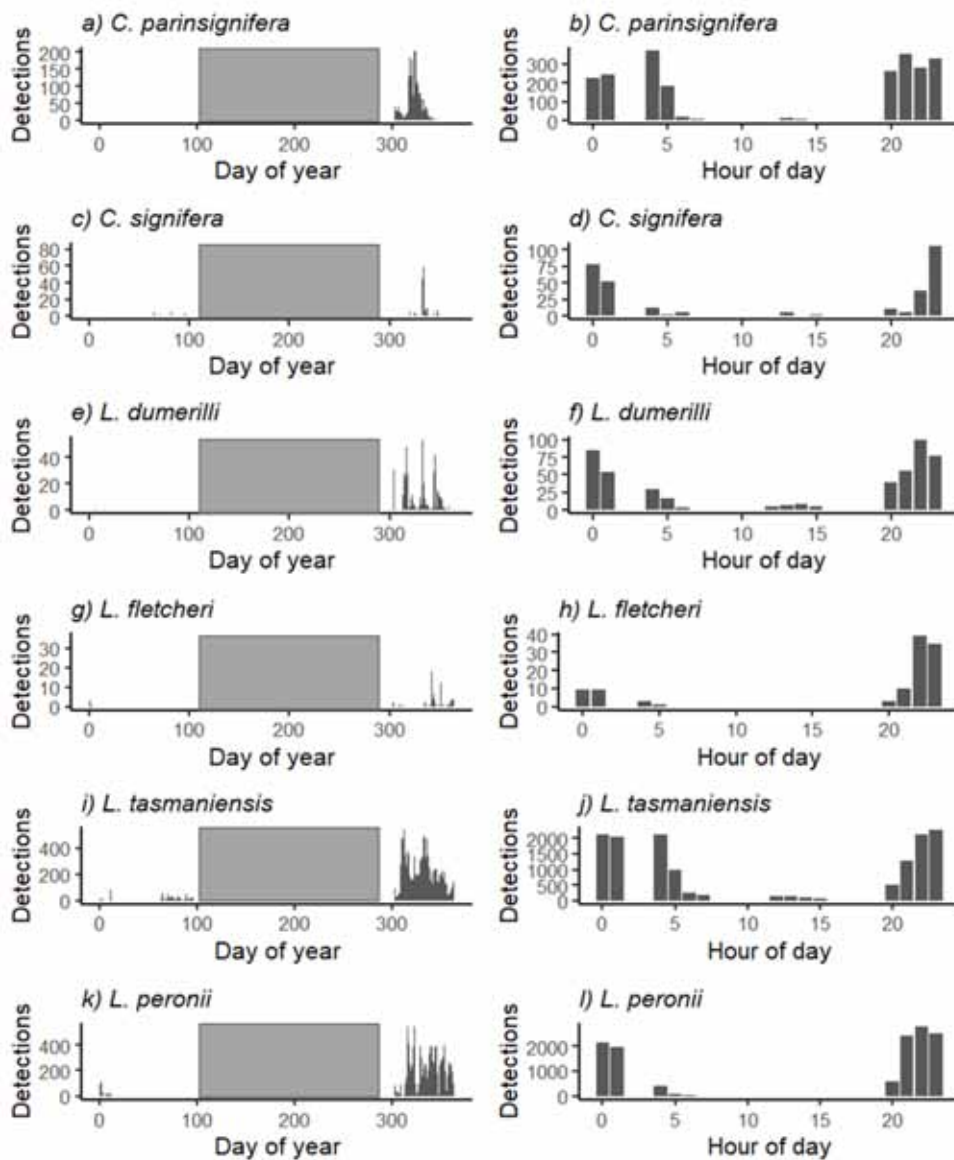 a) C. parinsignifera
b) C. parinsignifera
Detections
200
150
100
50
0
0 100 200 300
Day of year
Detections
300
200
100
0
0 5 10 15 20
Hour of day
c) C. signifera
d) C. signifera
Detections
80
60
40
20
0
0 100 200 300
Day of year
Detections
100
75
50
25
0
0 5 10 15 20
Hour of day
e) L. dumerilli
f) L. dumerilli
Detections
40
20
0
0 100 200 300
Day of year
Detections
100
75
50
25
0
0 5 10 15 20
Hour of day
g) L. fletcheri
h) L. fletcheri
Detections
30
20
10
0
0 100 200 300
Day of year
Detections
40
30
20
10
0
0 5 10 15 20
Hour of day
i) L. tasmaniensis
j) L. tasmaniensis
Detections
400
200
0
0 100 200 300
Day of year
Detections
2000
1500
1000
500
0
0 5 10 15 20
Hour of day
k) L. peronii
l) L. peronii
Detections
400
200
0
0 100 200 300
Day of year
Detections
2000
1000
0
0 5 10 15 20
Hour of day